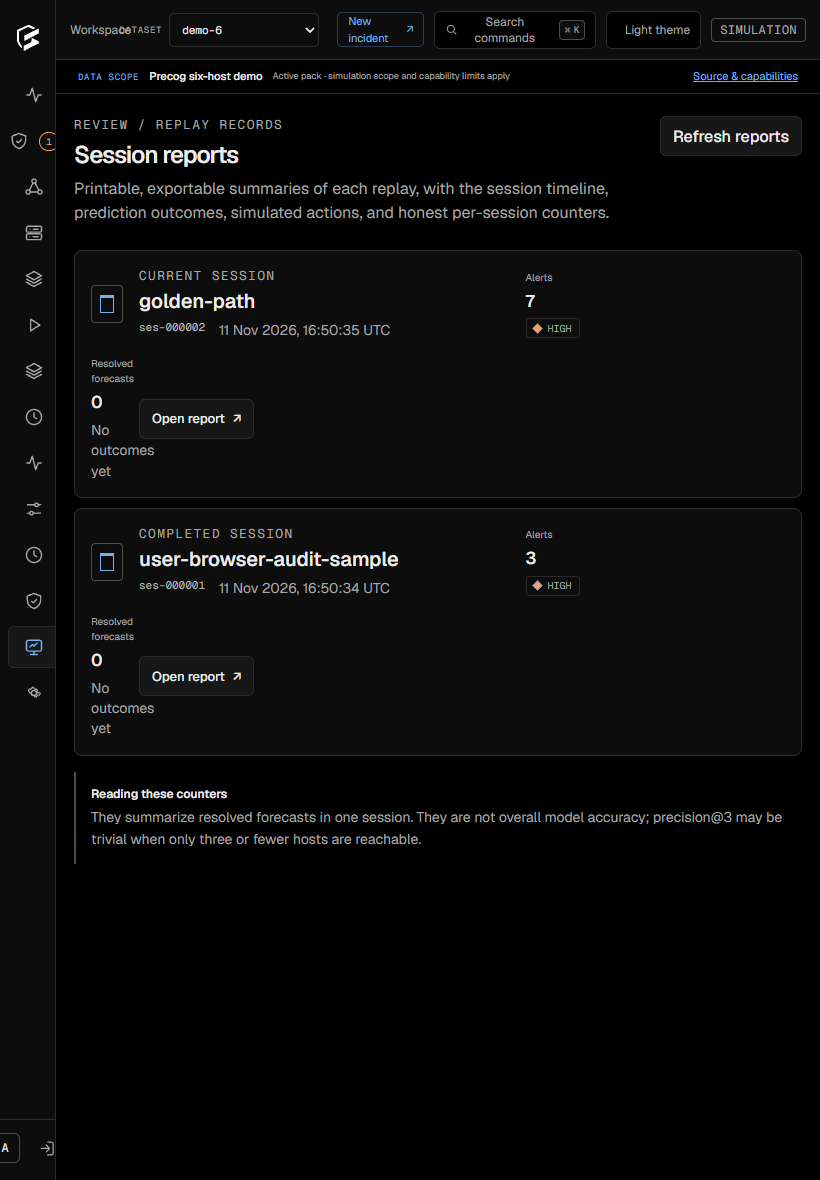 Workspace DATASET demo-6 New incident ↗ Search commands ⌘ K Light theme SIMULATION
DATA SCOPE Precog six-host demo Active pack · simulation scope and capability limits apply Source & capabilities
1
REVIEW / REPLAY RECORDS
Session reports
Refresh reports
Printable, exportable summaries of each replay, with the session timeline,
prediction outcomes, simulated actions, and honest per-session counters.
CURRENT SESSION
golden-path
ses-000002 11 Nov 2026, 16:50:35 UTC
Alerts
7
HIGH
Resolved
forecasts
0
No
outcomes
yet
Open report ↗
COMPLETED SESSION
user-browser-audit-sample
ses-000001 11 Nov 2026, 16:50:34 UTC
Alerts
3
HIGH
Resolved
forecasts
0
No
outcomes
yet
Open report ↗
Reading these counters
They summarize resolved forecasts in one session. They are not overall model accuracy; precision@3 may be
trivial when only three or fewer hosts are reachable.
A